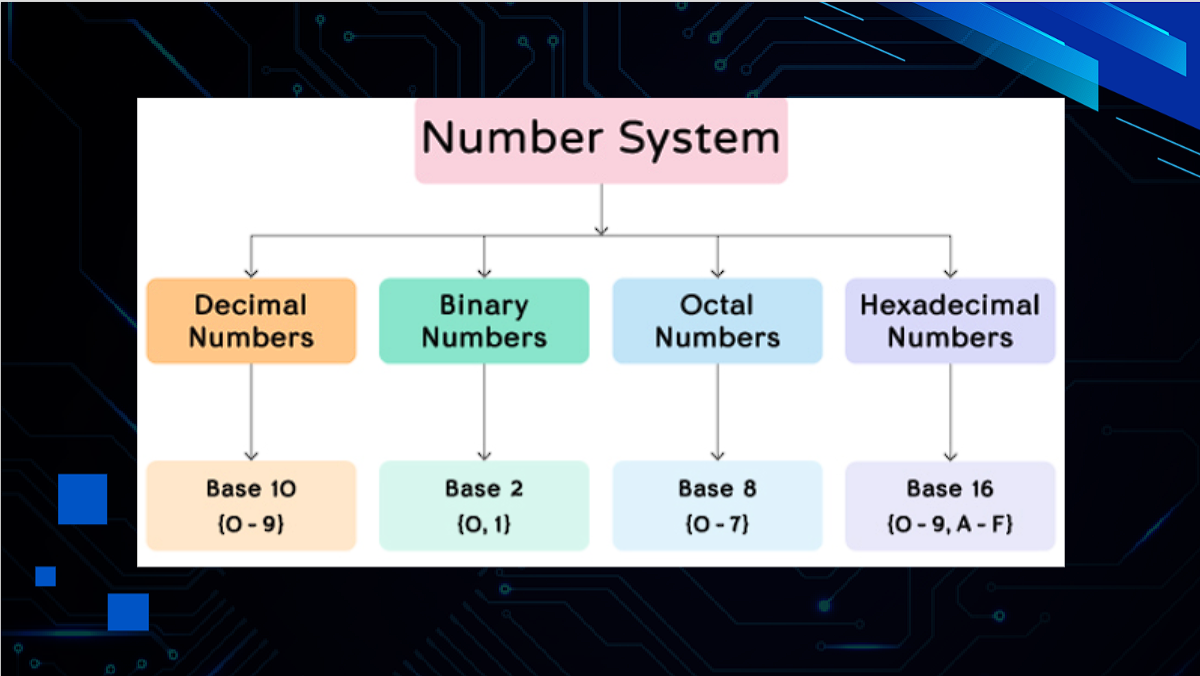 Number System
Decimal
Numbers
Binary
Numbers
Octal
Numbers
Hexadecimal
Numbers
Base 10
{0 - 9}
Base 2
{0, 1}
Base 8
{0 - 7}
Base 16
{0 - 9, A - F}